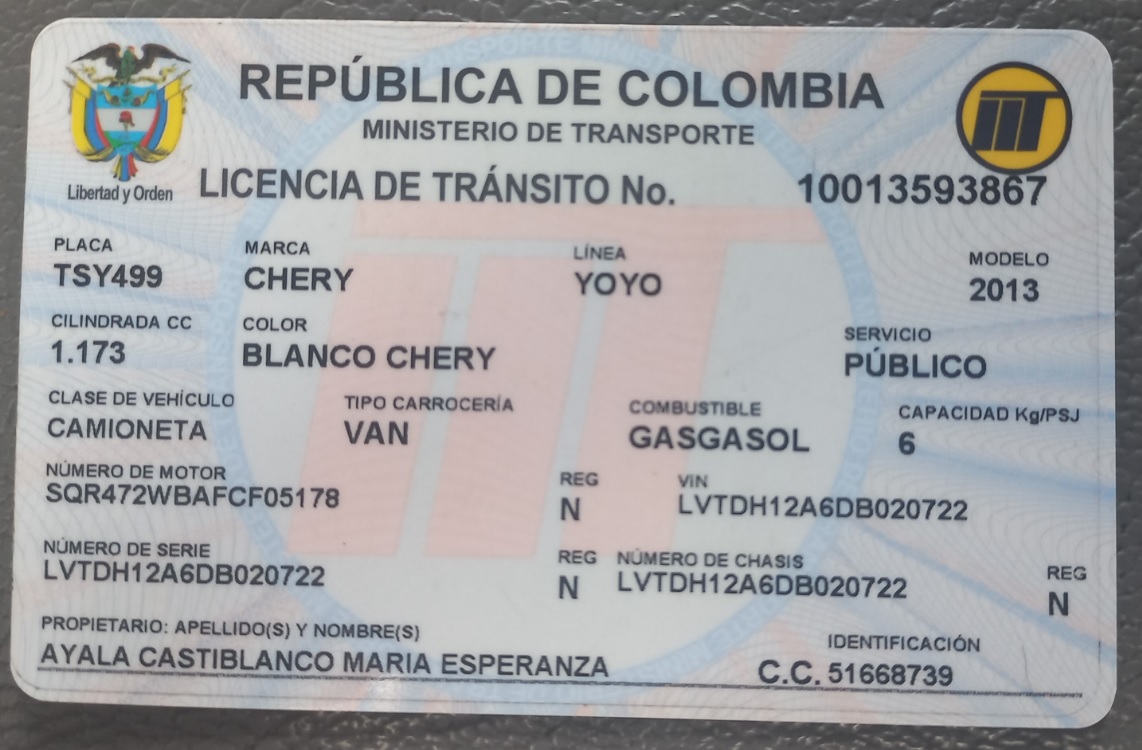 REPÚBLICA DE COLOMBIA
MINISTERIO DE TRANSPORTE
Libertad y Orden
LICENCIA DE TRÁNSITO No. 10013593867
PLACA MARCA LÍNEA MODELO
TSY499 CHERY YOYO 2013
CILINDRADA CC COLOR SERVICIO
1.173 BLANCO CHERY PÚBLICO
CLASE DE VEHÍCULO TIPO CARROCERÍA COMBUSTIBLE CAPACIDAD Kg/PSJ
CAMIONETA VAN GASGASOL 6
NÚMERO DE MOTOR REG VIN
SQR472WBAFCF05178 N LVTDH12A6DB020722
NÚMERO DE SERIE REG NÚMERO DE CHASIS REG
LVTDH12A6DB020722 N LVTDH12A6DB020722 N
PROPIETARIO: APELLIDO(S) Y NOMBRE(S) IDENTIFICACIÓN
AYALA CASTIBLANCO MARIA ESPERANZA C.C. 51668739